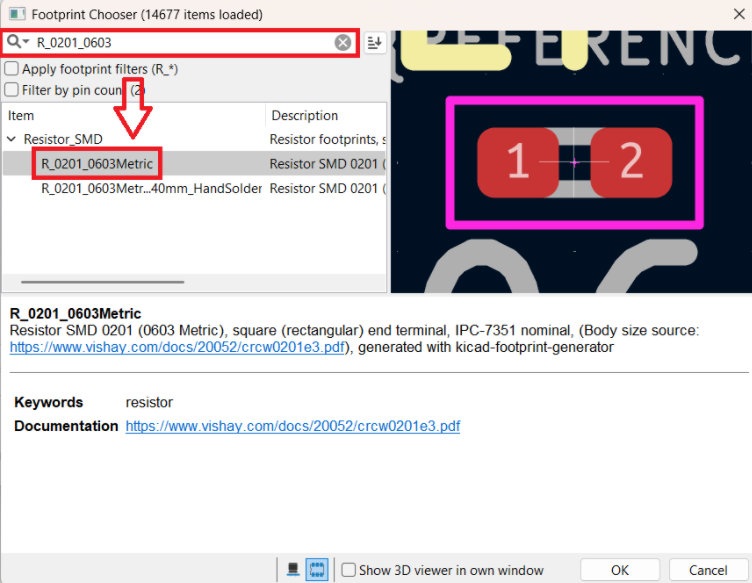 Footprint Chooser (14677 items loaded)
R_0201_0603
Apply footprint filters (R_*)
Filter by pin count (2)
Item Description
Resistor_SMD Resistor footprints, s
R_0201_0603Metric Resistor SMD 0201 (
R_0201_0603Metr...40mm_HandSolder Resistor SMD 0201 (
REFERENC
1 2
R_0201_0603Metric
Resistor SMD 0201 (0603 Metric), square (rectangular) end terminal, IPC-7351 nominal, (Body size source:
https://www.vishay.com/docs/20052/crcw0201e3.pdf), generated with kicad-footprint-generator
Keywords resistor
Documentation https://www.vishay.com/docs/20052/crcw0201e3.pdf
Show 3D viewer in own window OK Cancel